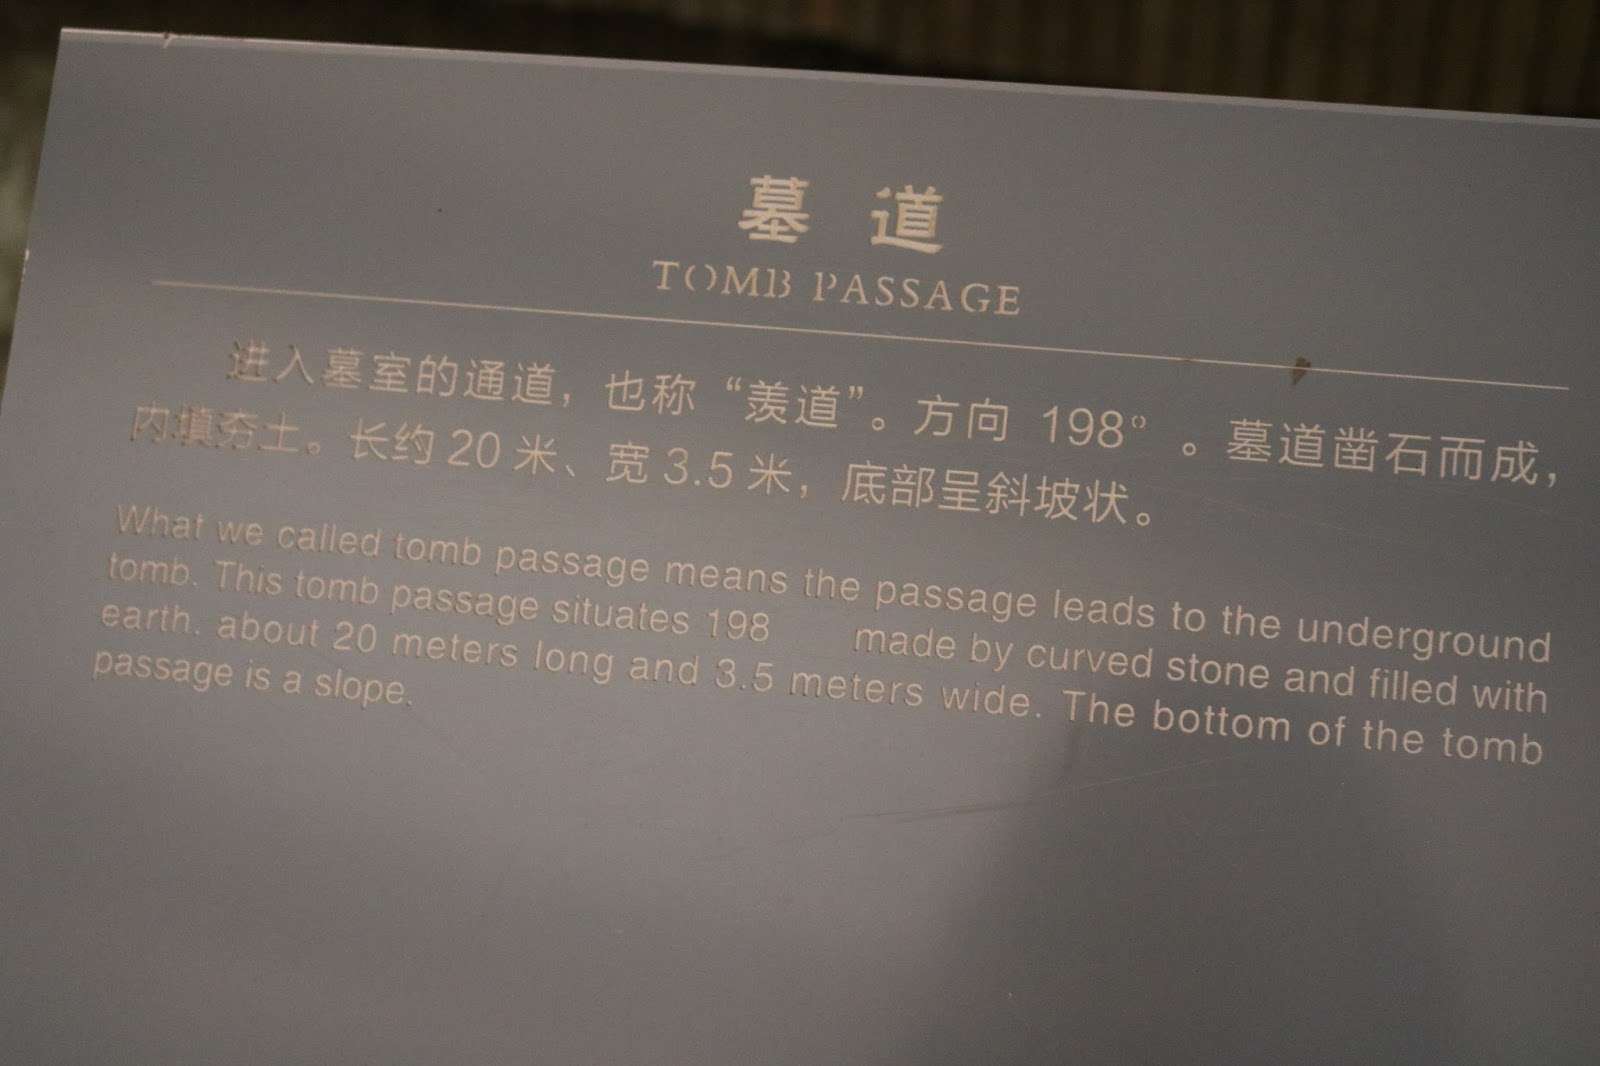 墓道
TOMB PASSAGE
进入墓室的通道，也称“羡道”。方向 198°。墓道凿石而成，
内填夯土。长约 20 米、宽 3.5 米，底部呈斜坡状。
What we called tomb passage means the passage leads to the underground
tomb. This tomb passage situates 198 made by curved stone and filled with
earth. about 20 meters long and 3.5 meters wide. The bottom of the tomb
passage is a slope.